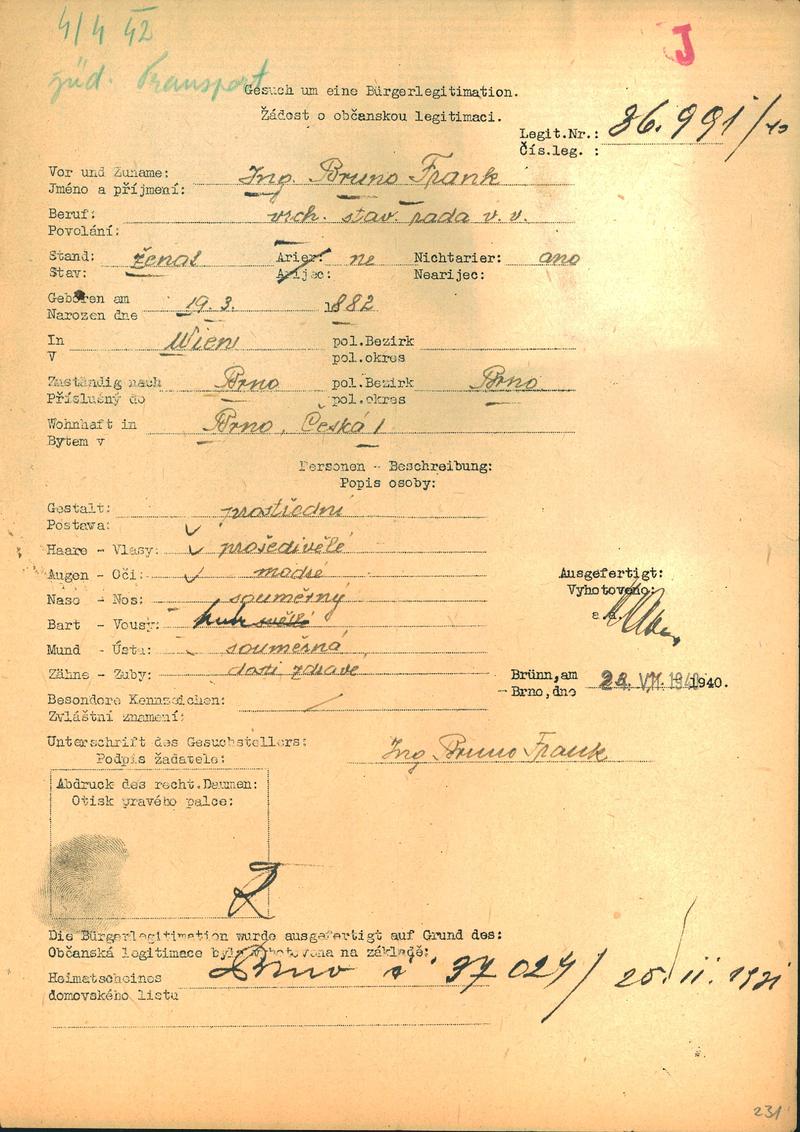 4/4 42
J
jüd. Transport
Gesuch um eine Bürgerlegitimation.
Žádost o občanskou legitimaci.
Legit.Nr.: 36.991/40
Čís.leg. :
Vor und Zuname: Ing. Bruno Frank
Jméno a příjmení:
Beruf: vrch. stav. rada v. v.
Povolání:
Stand: ženat Arier: ne Nichtarier: ano
Stav: Arijec: Nearijec:
Geboren am 19. 3. 1882
Narozen dne
In Wien pol.Bezirk
V pol.okres
Zuständig nach Brno pol.Bezirk Brno
Příslušný do pol.okres
Wohnhaft in Brno, Česká 1
Bytem v
Personen - Beschreibung:
Popis osoby:
Gestalt: prostřední
Postava:
Haare - Vlasy: prošedivělé
Augen - Oči: modré
Nase - Nos: souměrný
Bart - Vousy:
Mund - Ústa: souměrná
Zähne - Zuby: dosti zdravé
Besondere Kennzeichen:
Zvláštní znamení:
Ausgefertigt:
Vyhotoveno:
Brünn, am 23. VII. 1940 1940.
Brno, dne
Unterschrift des Gesuchstellers: Ing. Bruno Frank
Podpis žadatele:
Abdruck des recht.Daumen:
Otisk pravého palce:
Die Bürgerlegitimation wurde ausgefertigt auf Grund des:
Občanská legitimace byla vyhotovena na základě:
Heimatscheines Brno č. 37 024/ 25/ II. 1921
domovského listu
231